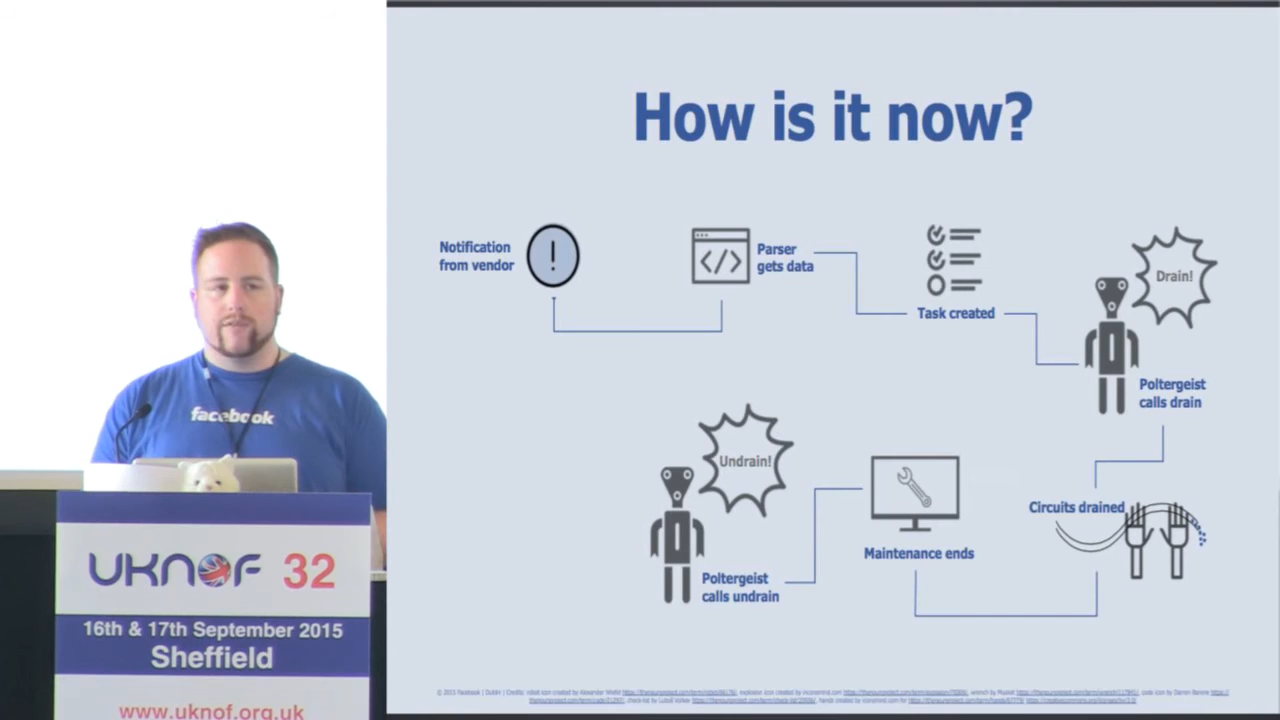 How is it now?
Notification
from vendor
!
</>
Parser
gets data
Task created
Drain!
Poltergeist
calls drain
Undrain!
Circuits drained
Maintenance ends
Poltergeist
calls undrain
facebook
UKNOF 32
16th & 17th September 2015
Sheffield
www.uknof.org.uk